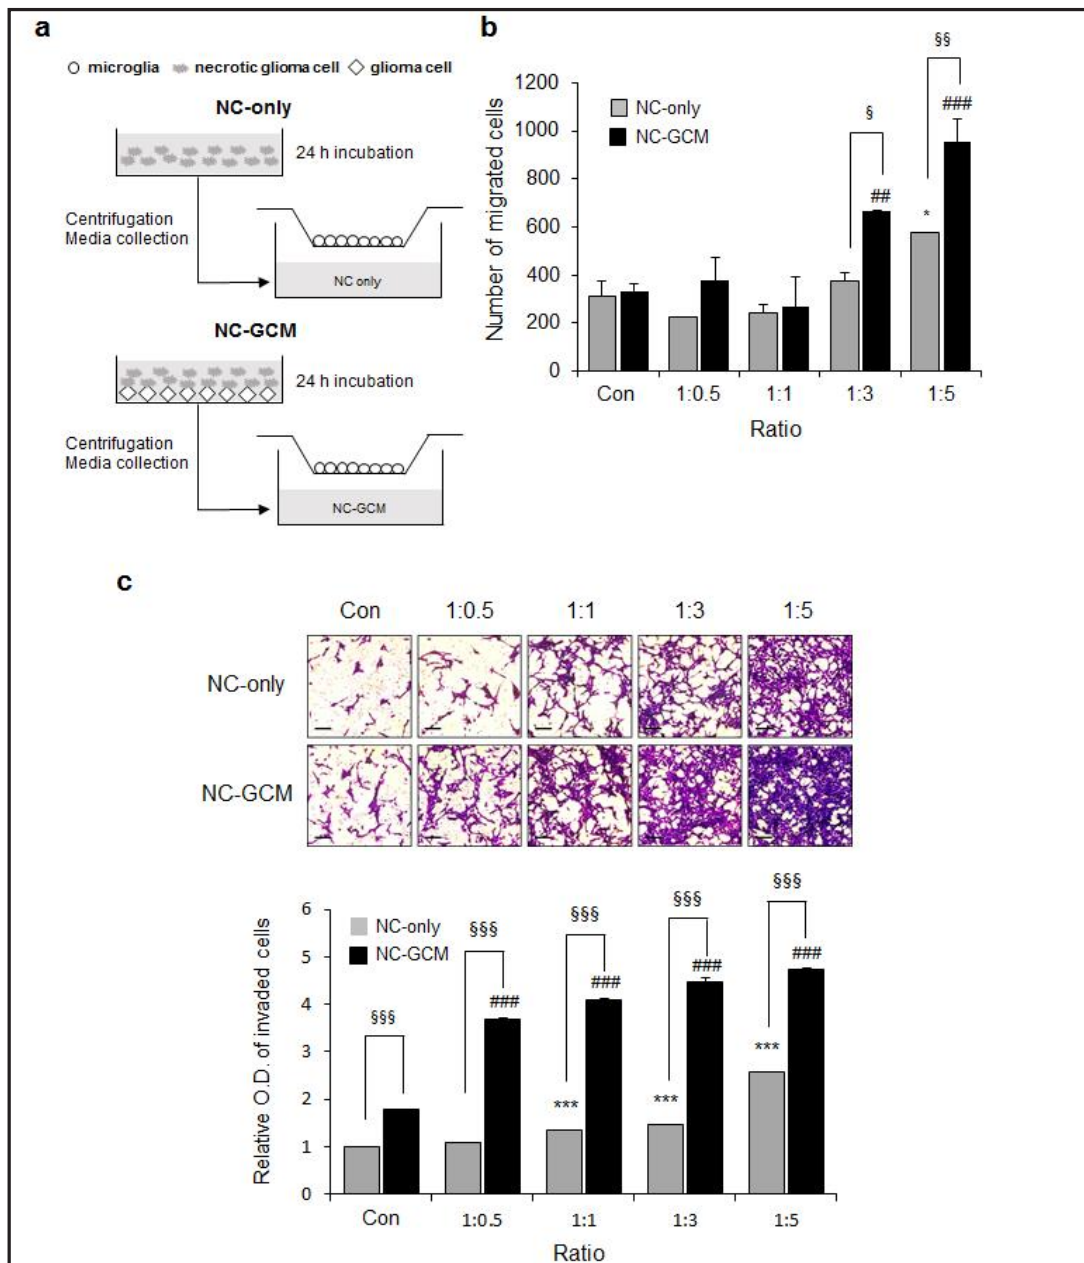 a
microglia necrotic glioma cell glioma cell
NC-only
24 h incubation
Centrifugation
Media collection
NC only
NC-GCM
24 h incubation
Centrifugation
Media collection
NC-GCM
b
§§
1200
NC-only
###
NC-GCM
§
1000
800
##
600
*
400
200
0
Number of migrated cells
Con 1:0.5 1:1 1:3 1:5
Ratio
c
Con 1:0.5 1:1 1:3 1:5
NC-only
NC-GCM
§§§ §§§ §§§ §§§ §§§
6
NC-only
NC-GCM
5
### ### ### ###
4
3
*** *** ***
2
1
0
Relative O.D. of invaded cells
Con 1:0.5 1:1 1:3 1:5
Ratio